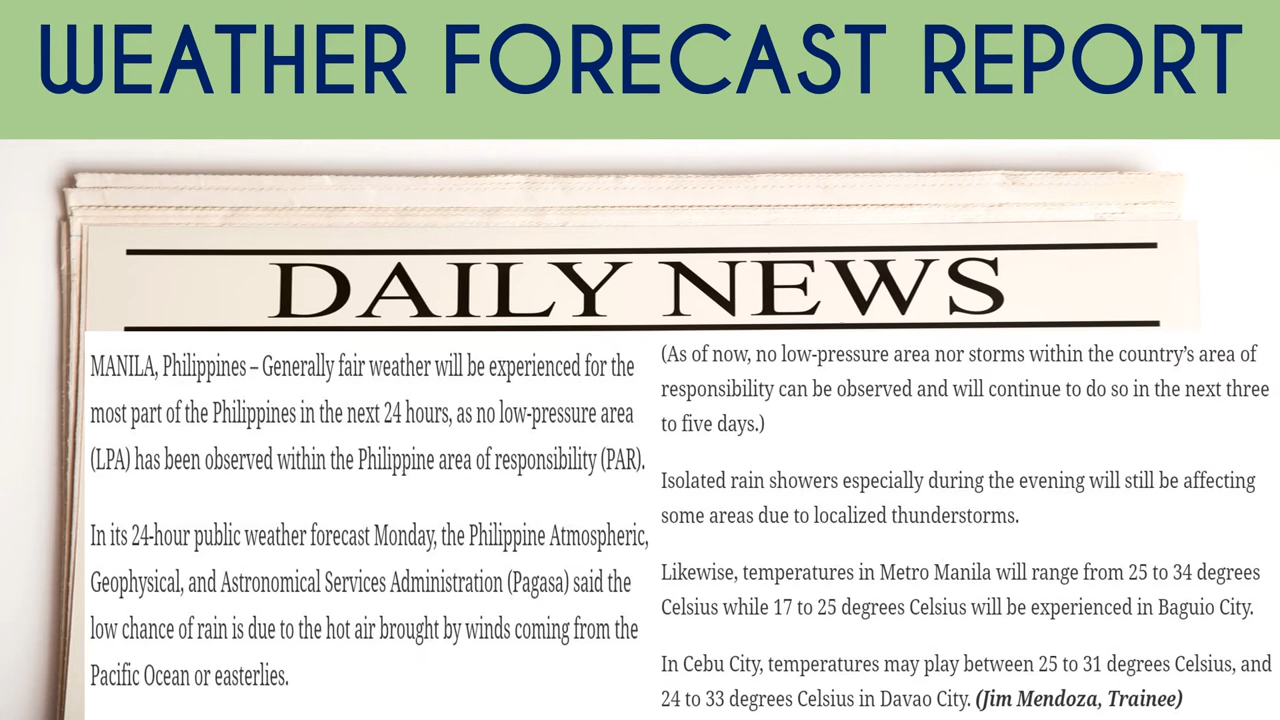 WEATHER FORECAST REPORT
DAILY NEWS
MANILA, Philippines – Generally fair weather will be experienced for the
most part of the Philippines in the next 24 hours, as no low-pressure area
(LPA) has been observed within the Philippine area of responsibility (PAR).
In its 24-hour public weather forecast Monday, the Philippine Atmospheric,
Geophysical, and Astronomical Services Administration (Pagasa) said the
low chance of rain is due to the hot air brought by winds coming from the
Pacific Ocean or easterlies.
(As of now, no low-pressure area nor storms within the country’s area of
responsibility can be observed and will continue to do so in the next three
to five days.)
Isolated rain showers especially during the evening will still be affecting
some areas due to localized thunderstorms.
Likewise, temperatures in Metro Manila will range from 25 to 34 degrees
Celsius while 17 to 25 degrees Celsius will be experienced in Baguio City.
In Cebu City, temperatures may play between 25 to 31 degrees Celsius, and
24 to 33 degrees Celsius in Davao City. (Jim Mendoza, Trainee)